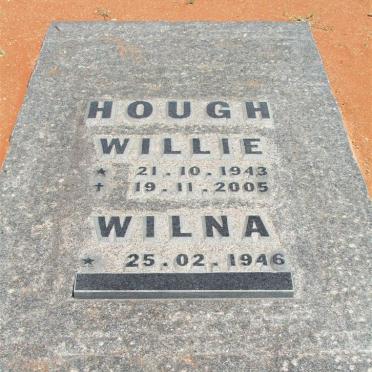 HOUGH
WILLIE
* 21.10.1943
† 19.11.2005
WILNA
* 25.02.1946